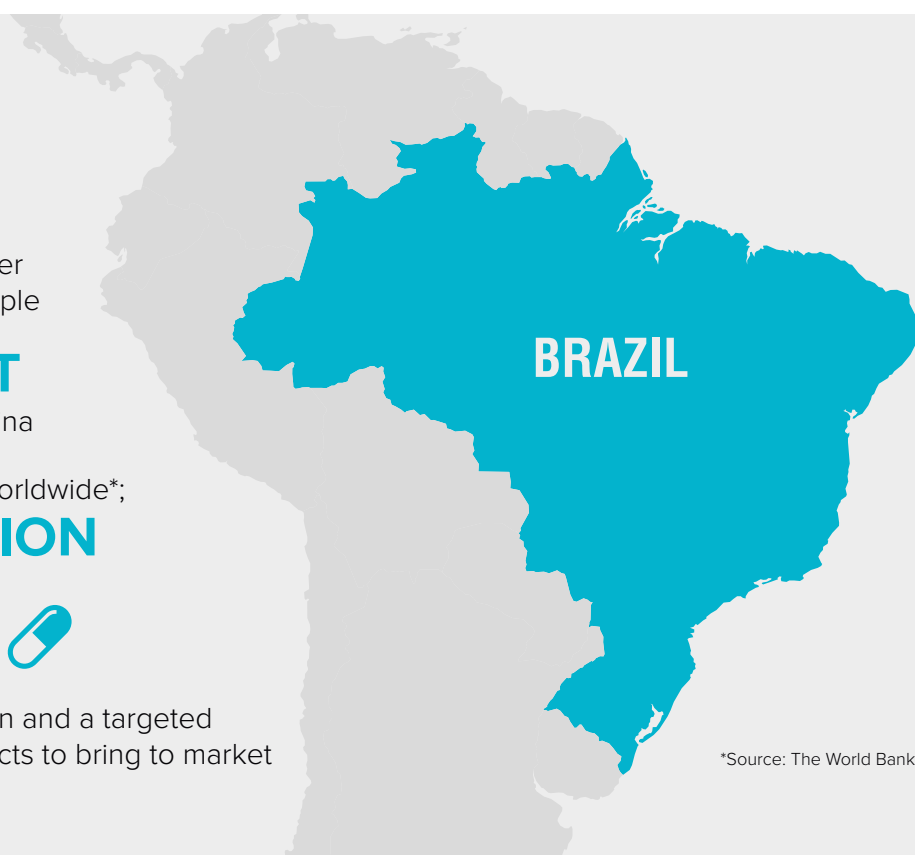 er
ple
T
na
orldwide*;
ION
n and a targeted
cts to bring to market
BRAZIL
*Source: The World Bank